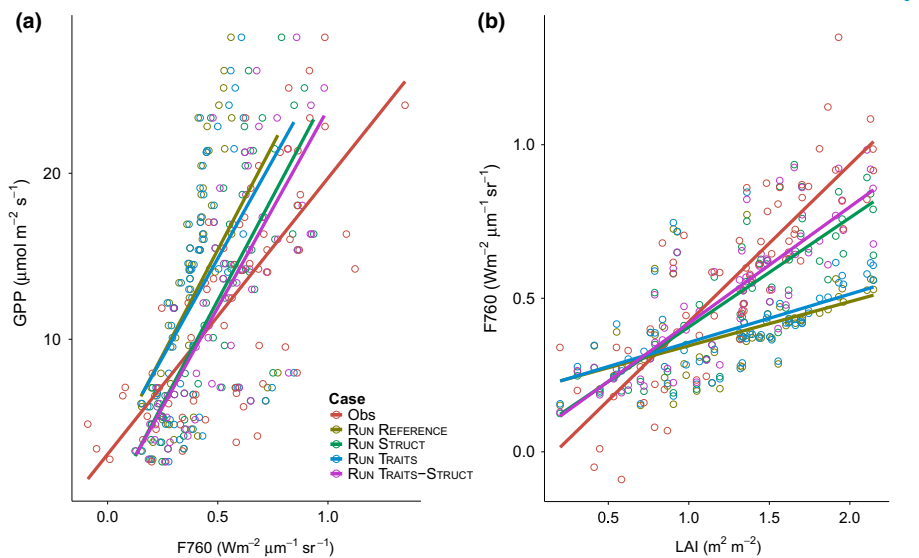 (a)
(b)
GPP (μmol m⁻² s⁻¹)
20
10
0.0
0.5
1.0
F760 (Wm⁻² μm⁻¹ sr⁻¹)
Case
Obs
RUN REFERENCE
RUN STRUCT
RUN TRAITS
RUN TRAITS–STRUCT
F760 (Wm⁻² μm⁻¹ sr⁻¹)
1.0
0.5
0.0
0.5
1.0
1.5
2.0
LAI (m² m⁻²)